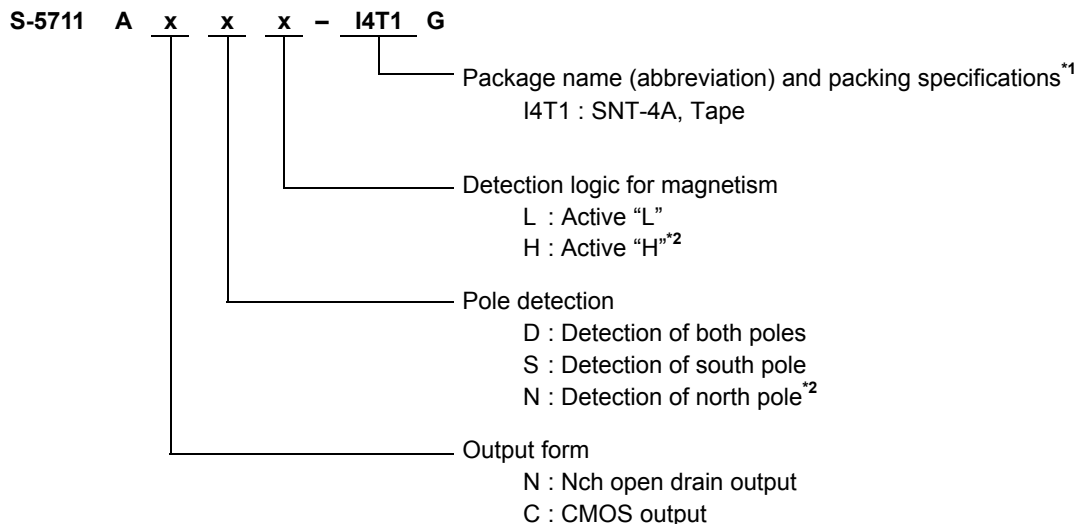 S-5711 A x x x – I4T1 G
Package name (abbreviation) and packing specifications*1
I4T1 : SNT-4A, Tape
Detection logic for magnetism
L : Active “L”
H : Active “H”*2
Pole detection
D : Detection of both poles
S : Detection of south pole
N : Detection of north pole*2
Output form
N : Nch open drain output
C : CMOS output